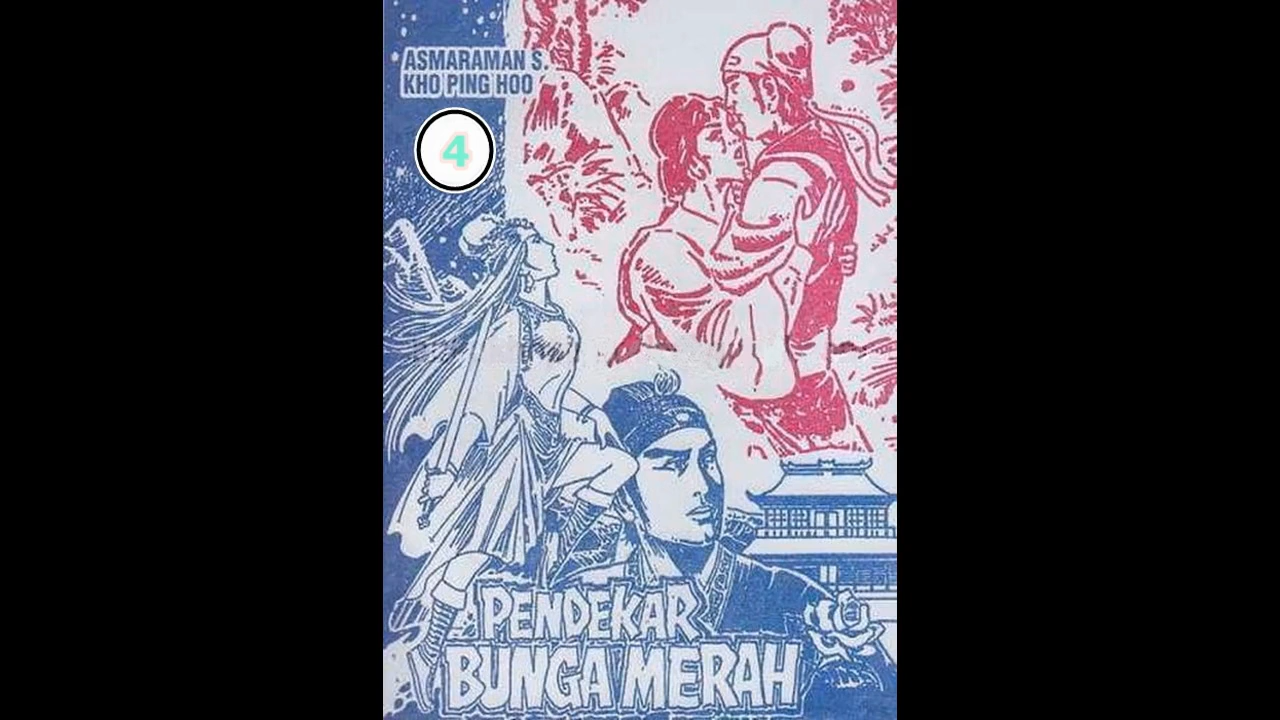 ASMARAMAN S.
KHO PING HOO
4
PENDEKAR
BUNGA MERAH